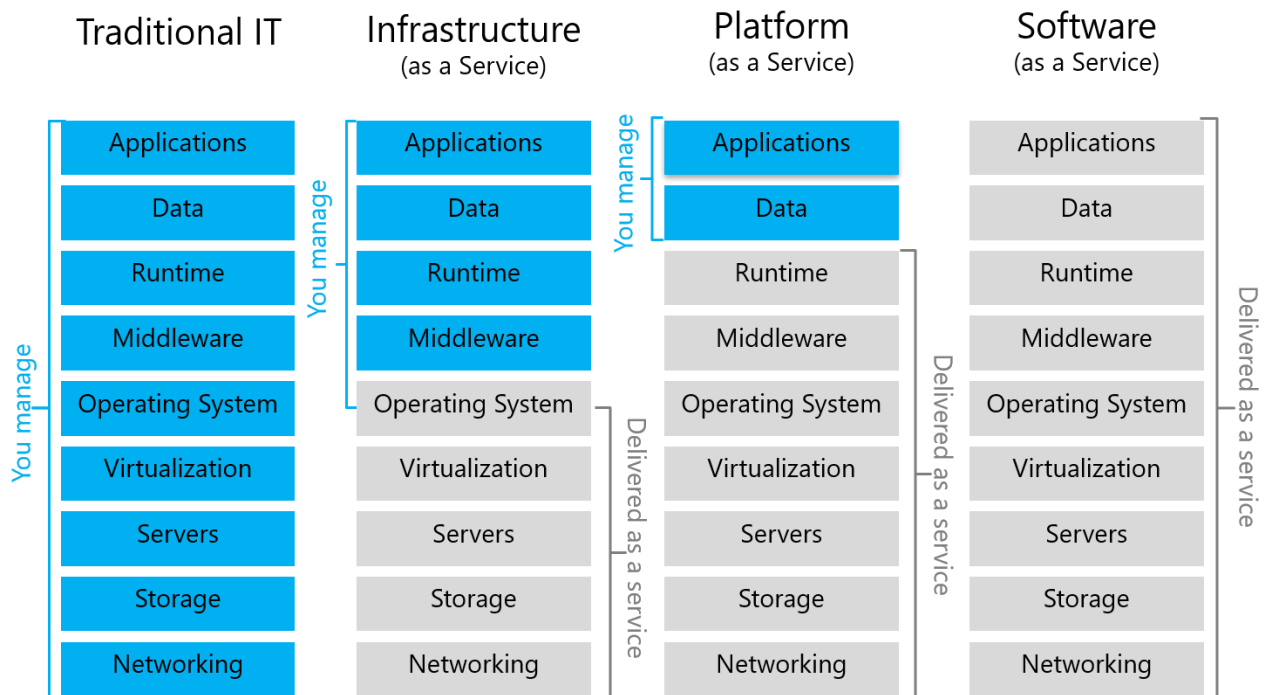 Traditional IT
Infrastructure
(as a Service)
Platform
(as a Service)
Software
(as a Service)
You manage
Applications
Data
Runtime
Middleware
Operating System
Virtualization
Servers
Storage
Networking
You manage
Applications
Data
Runtime
Middleware
Operating System
Virtualization
Servers
Storage
Networking
Delivered as a service
You manage
Applications
Data
Runtime
Middleware
Operating System
Virtualization
Servers
Storage
Networking
Delivered as a service
Applications
Data
Runtime
Middleware
Operating System
Virtualization
Servers
Storage
Networking
Delivered as a service